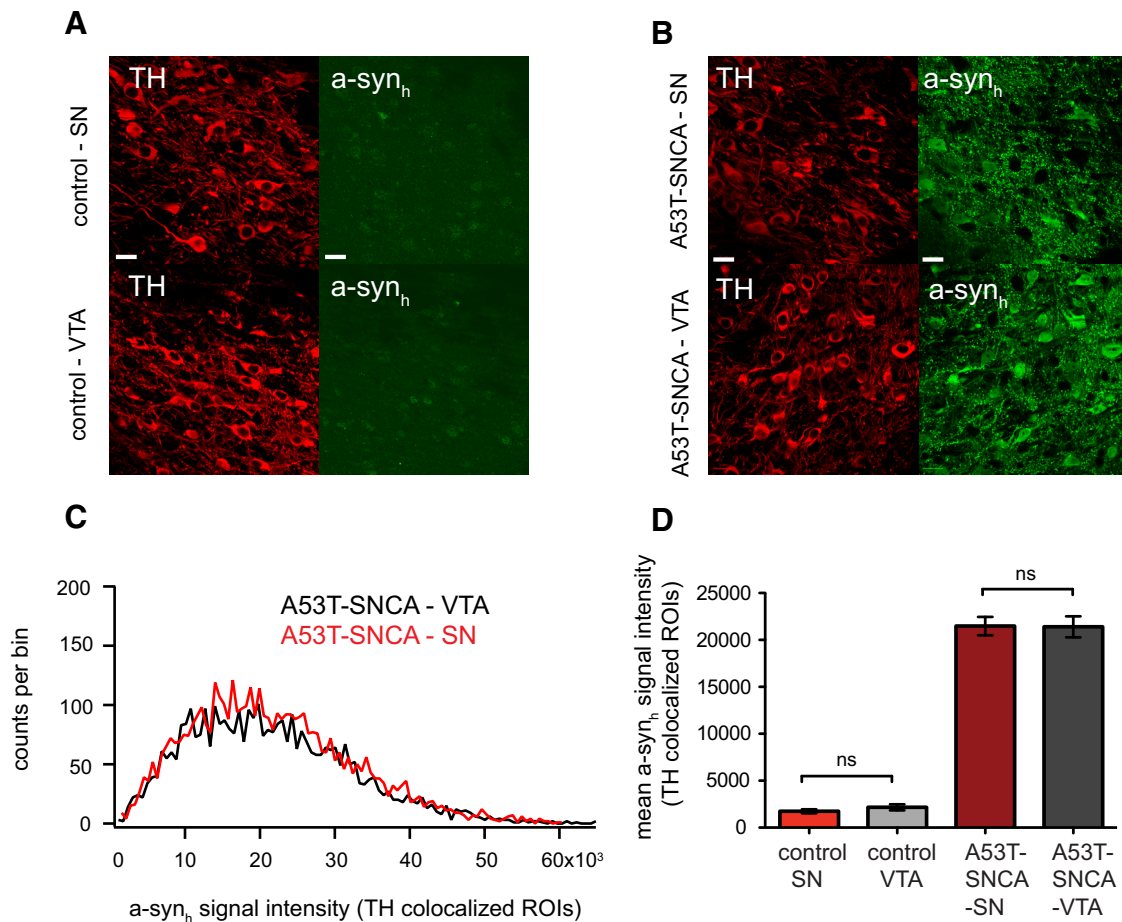 A
TH
a-synₕ
control - SN
TH
a-synₕ
control - VTA
B
TH
a-synₕ
A53T-SNCA - SN
TH
a-synₕ
A53T-SNCA - VTA
C
200
150
100
50
0
counts per bin
A53T-SNCA - VTA
A53T-SNCA - SN
0 10 20 30 40 50 60x10³
a-synₕ signal intensity (TH colocalized ROIs)
D
mean a-synₕ signal intensity
(TH colocalized ROIs)
25000
20000
15000
10000
5000
0
ns
ns
control
SN
control
VTA
A53T-
SNCA
-SN
A53T-
SNCA
-VTA